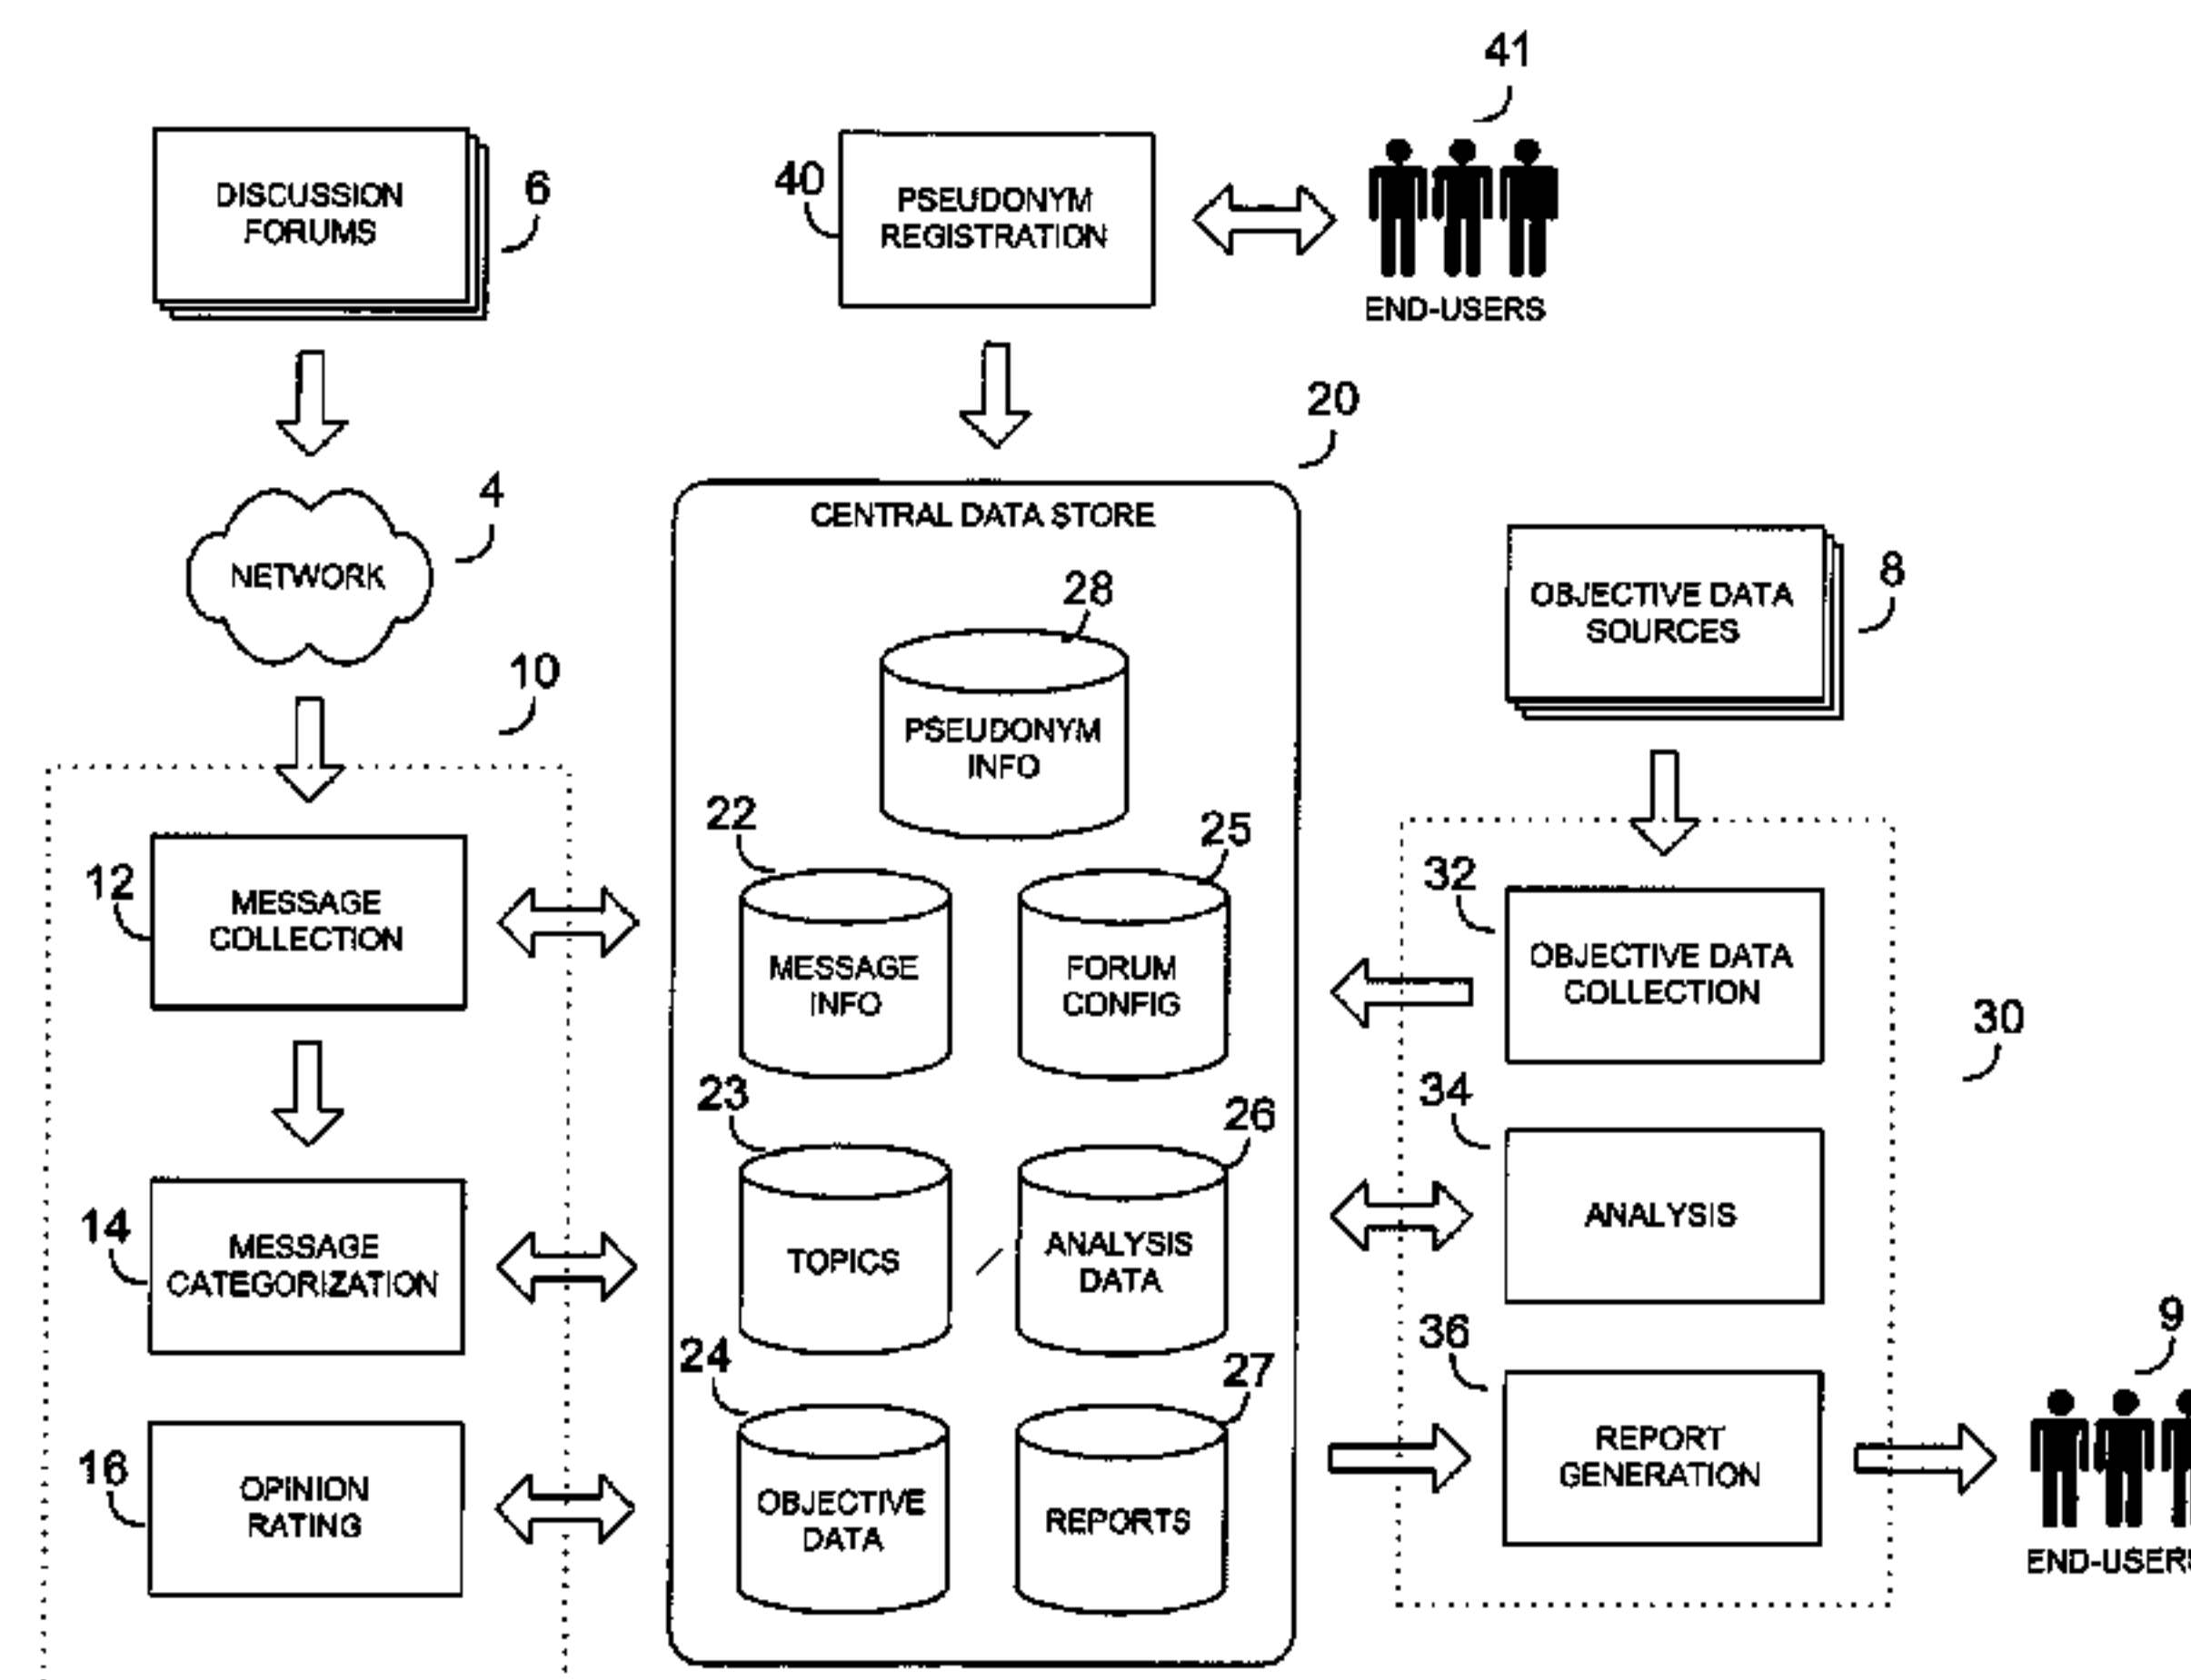 41
DISCUSSION
FORUMS
6
40
PSEUDONYM
REGISTRATION
END-USERS
20
4
NETWORK
CENTRAL DATA STORE
28
PSEUDONYM
INFO
OBJECTIVE DATA
SOURCES
8
10
22
25
12
MESSAGE
COLLECTION
MESSAGE
INFO
FORUM
CONFIG
32
OBJECTIVE DATA
COLLECTION
30
23
26
34
14
MESSAGE
CATEGORIZATION
TOPICS
ANALYSIS
DATA
ANALYSIS
24
27
36
9
16
OPINION
RATING
OBJECTIVE
DATA
REPORTS
REPORT
GENERATION
END-USERS